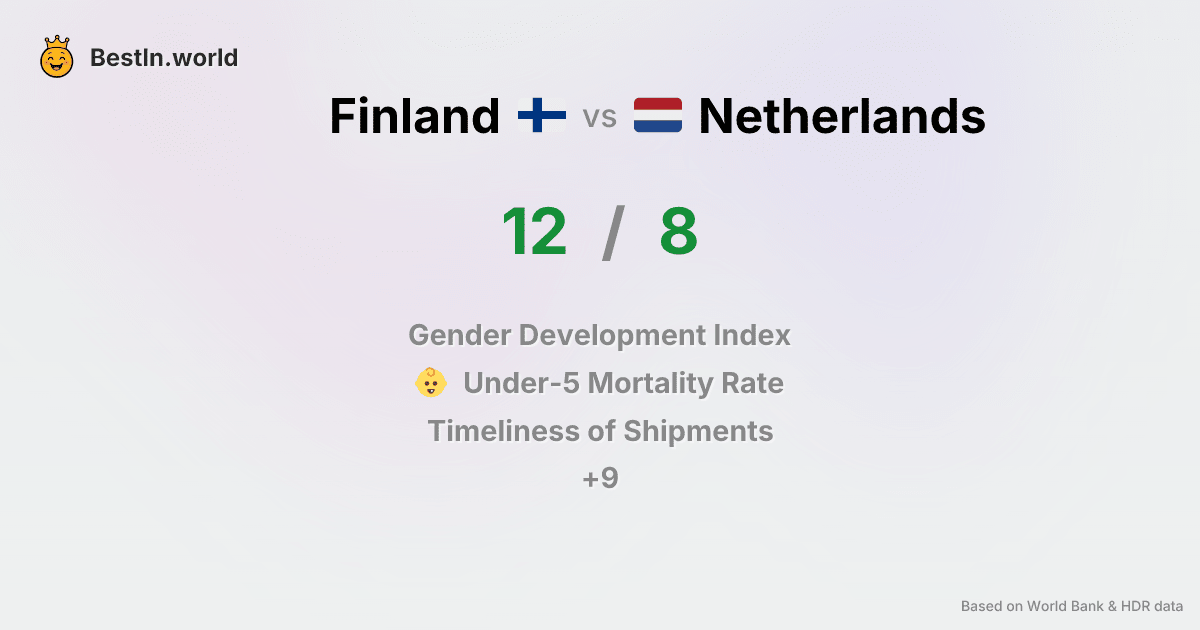 BestIn.world
Finland vs Netherlands
12 / 8
Gender Development Index
Under-5 Mortality Rate
Timeliness of Shipments
+9
Based on World Bank & HDR data